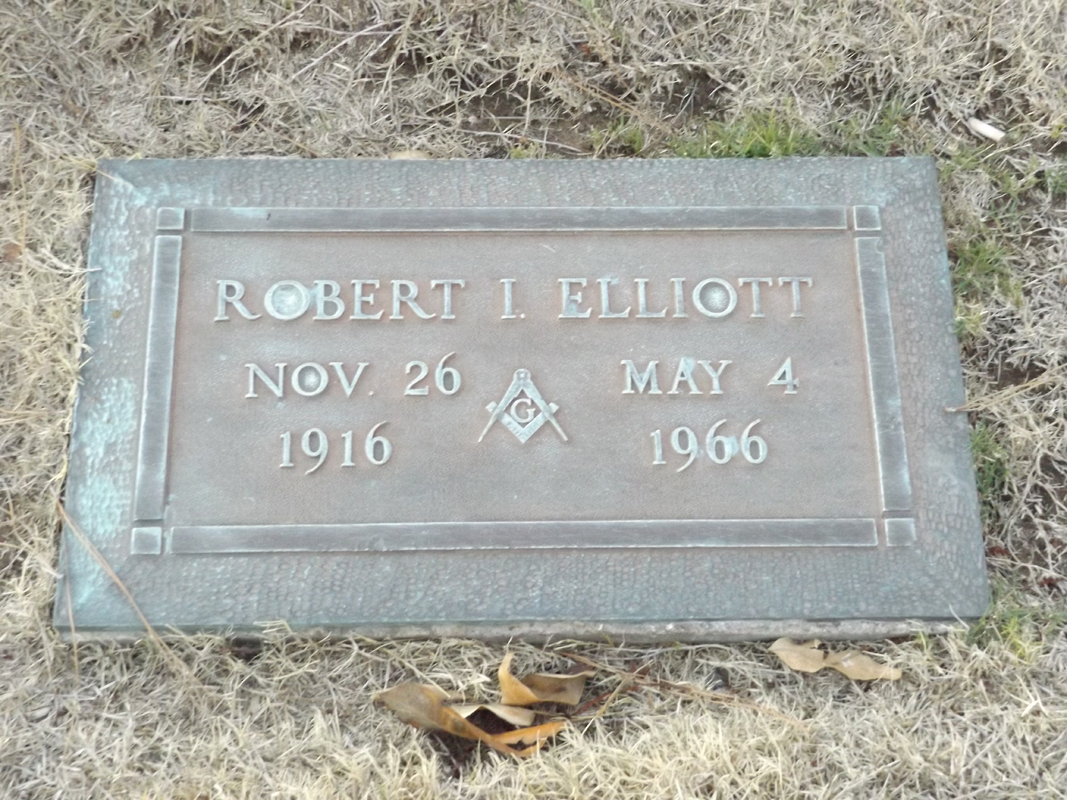 ROBERT I. ELLIOTT
NOV. 26 MAY 4
G
1916 1966